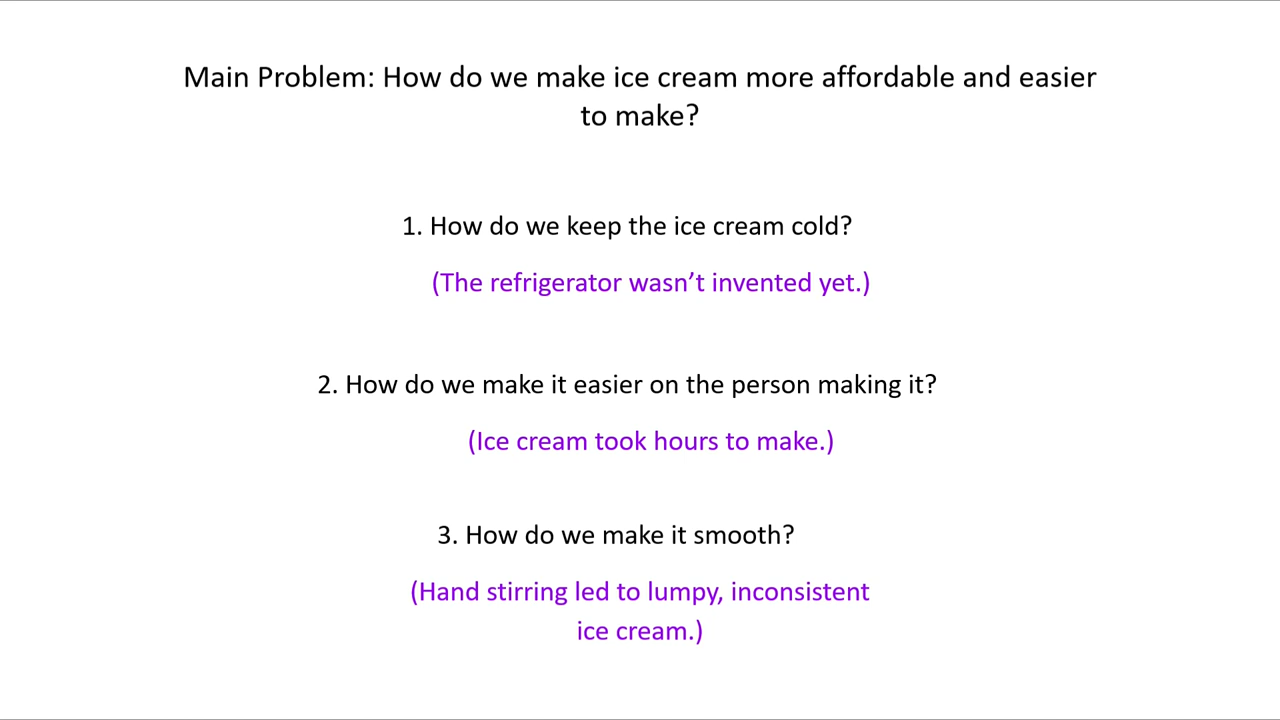 Main Problem: How do we make ice cream more affordable and easier
to make?
1. How do we keep the ice cream cold?
(The refrigerator wasn’t invented yet.)
2. How do we make it easier on the person making it?
(Ice cream took hours to make.)
3. How do we make it smooth?
(Hand stirring led to lumpy, inconsistent
ice cream.)